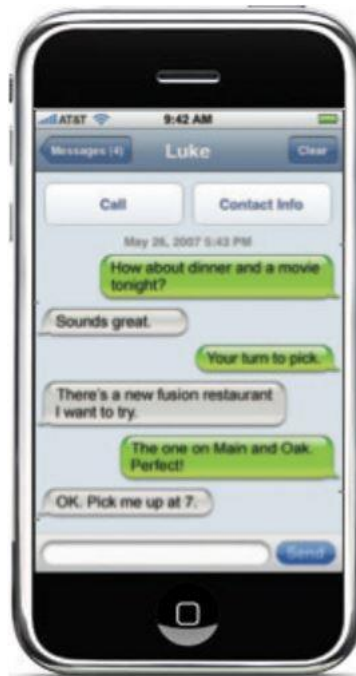 AT&T 9:42 AM
Messages (4) Luke Clear
Call Contact Info
May 26, 2007 5:43 PM
How about dinner and a movie
tonight?
Sounds great.
Your turn to pick.
There's a new fusion restaurant
I want to try.
The one on Main and Oak.
Perfect!
OK. Pick me up at 7.
Send